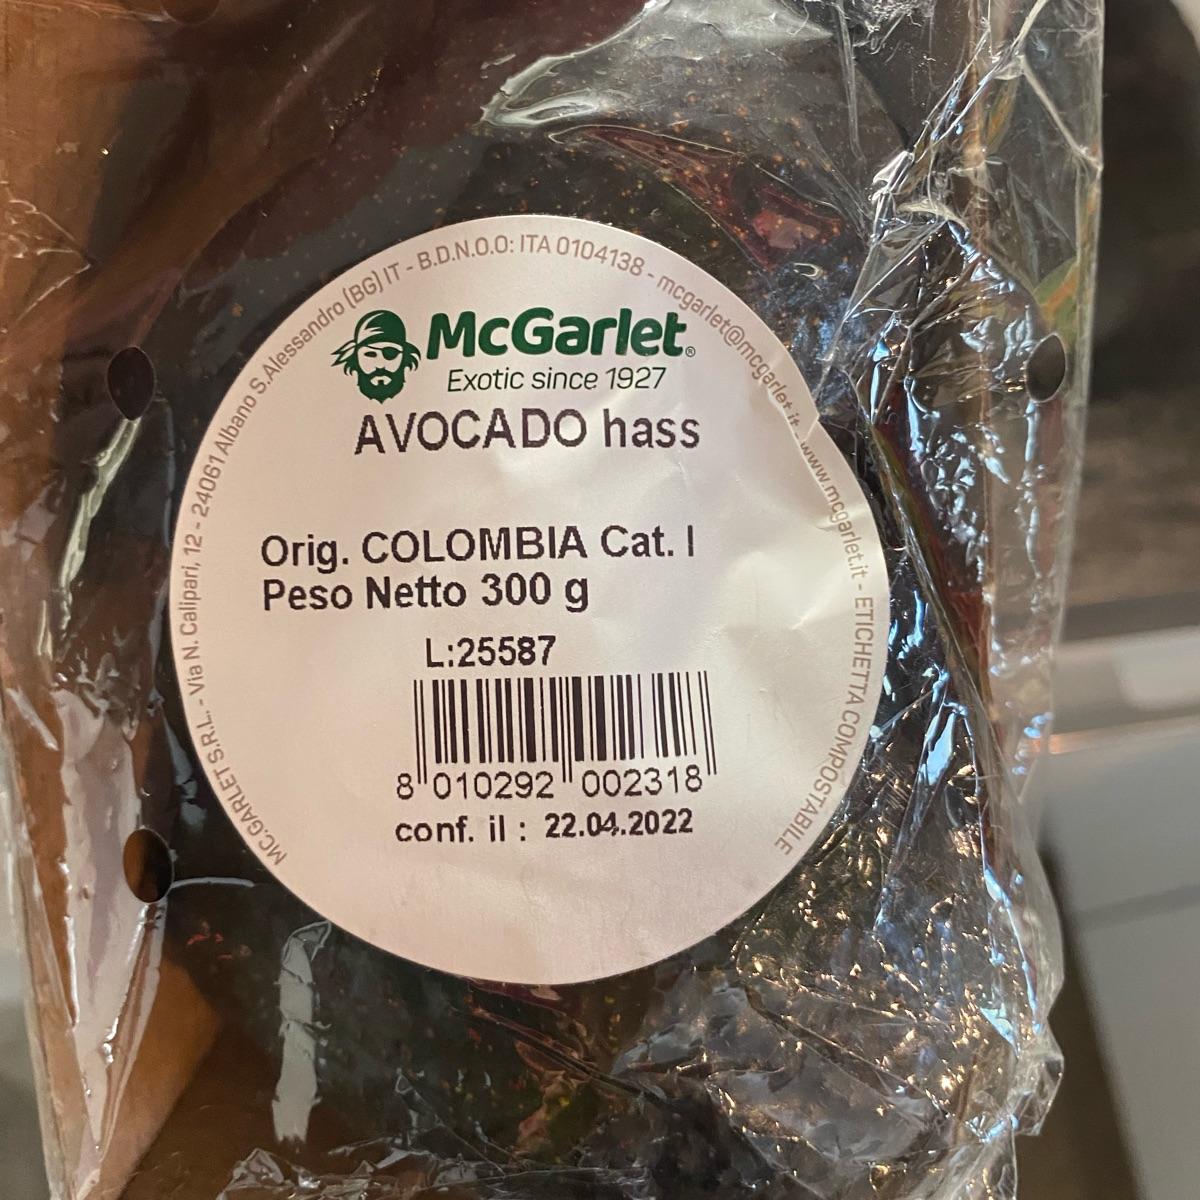 MC.GARLET S.R.L. - Via N. Calipari, 12 - 24061 Albano S.Alessandro (BG) IT - B.D.N.O.O: ITA 0104138 - mcgarlet@mcgarlet.it - www.mcgarlet.it - ETICHETTA COMPOSTABILE
McGarlet®
Exotic since 1927
AVOCADO hass
Orig. COLOMBIA Cat. I
Peso Netto 300 g
L:25587
8 010292 002318
conf. il : 22.04.2022